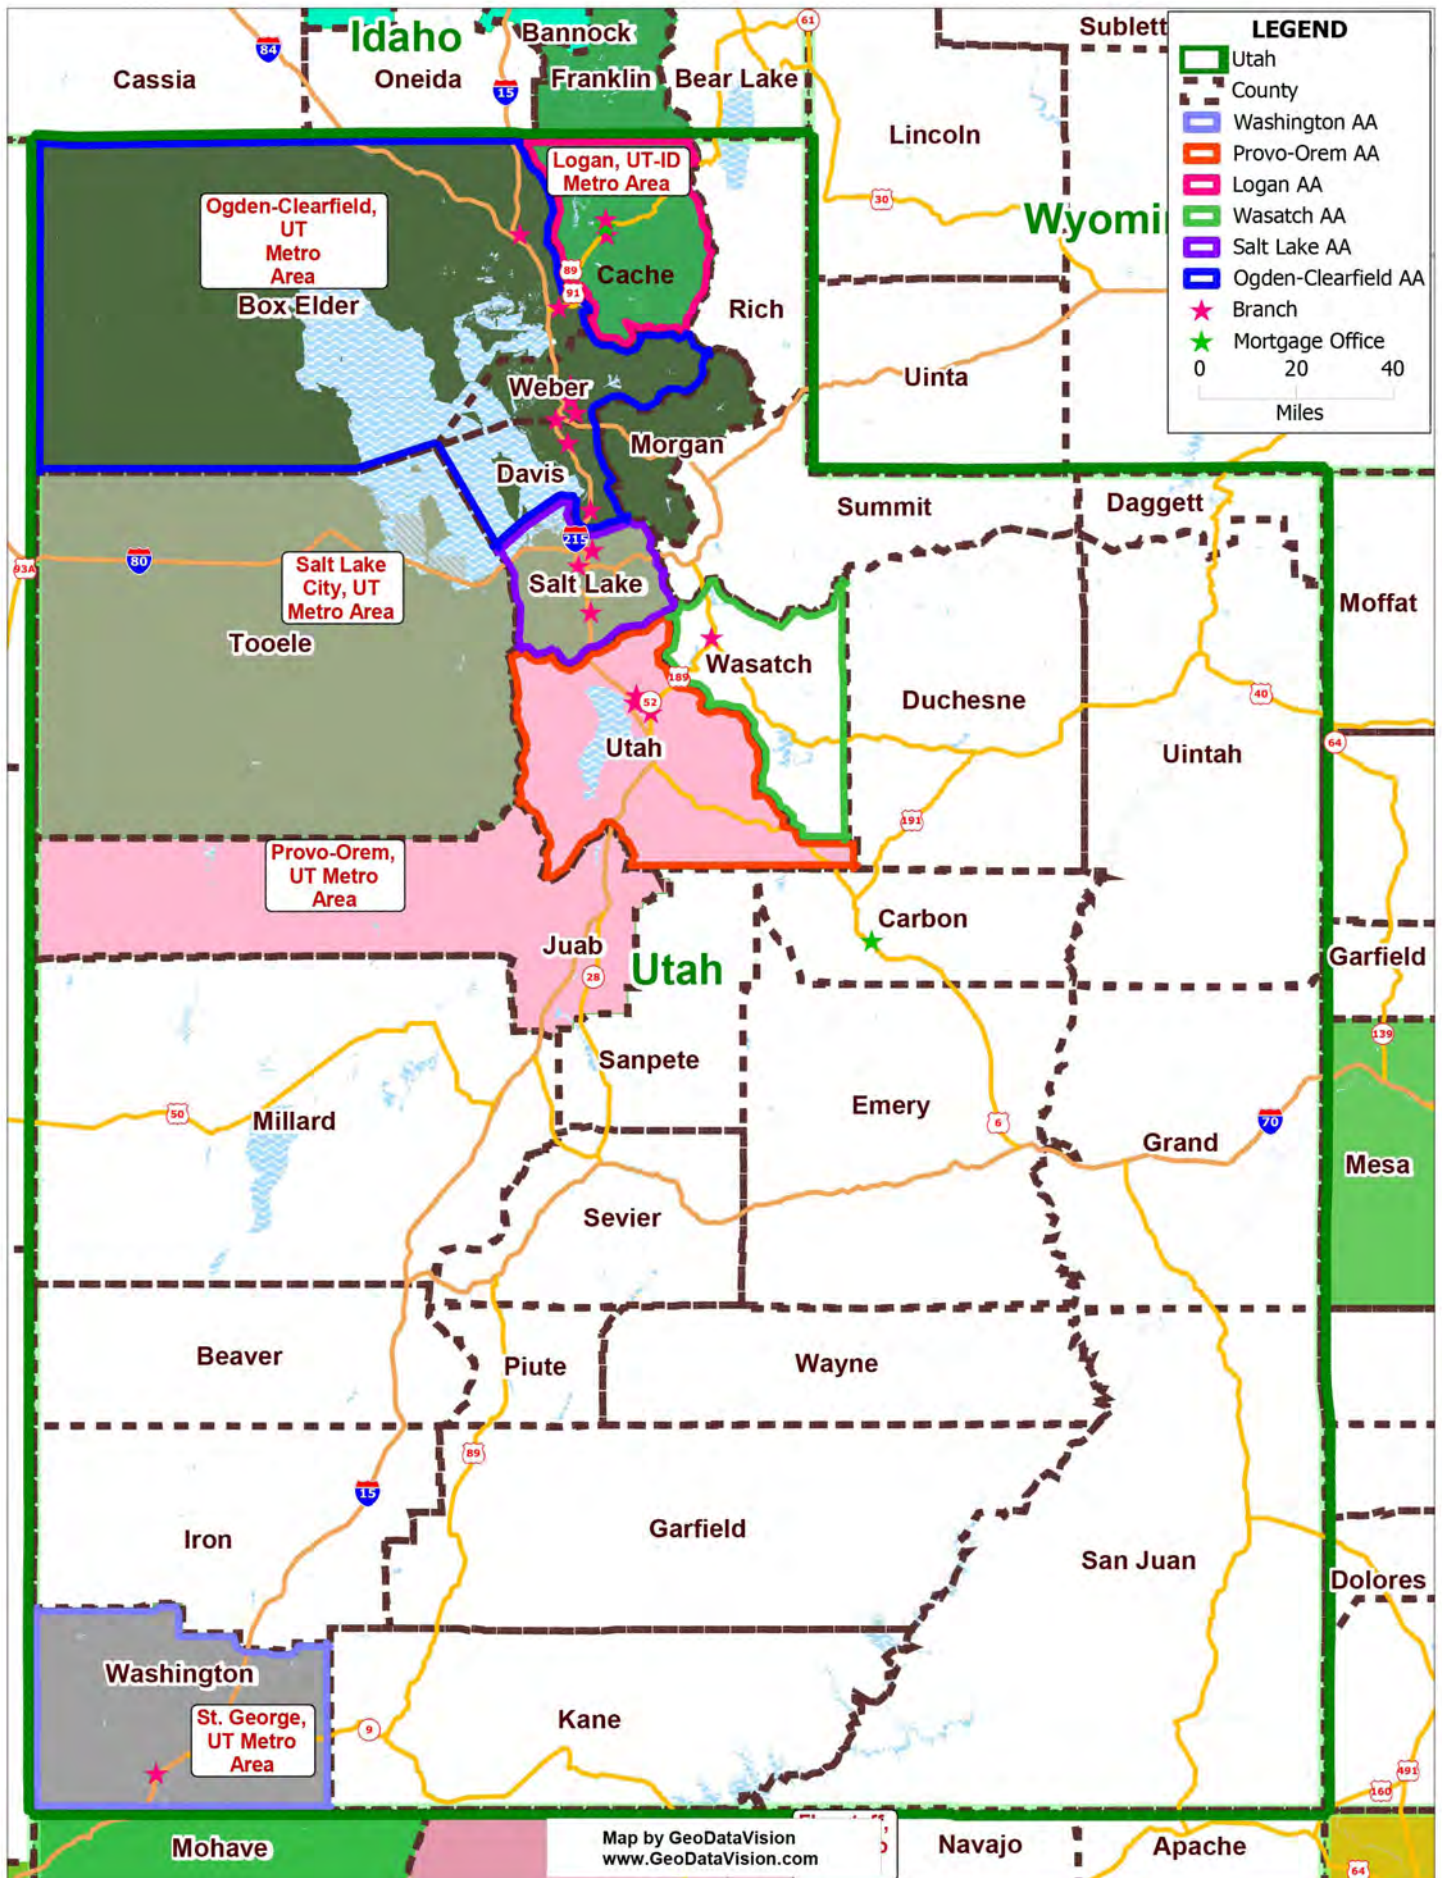 61
Sublett
LEGEND
Idaho
Bannock
84
Cassia
Oneida
Franklin
Bear Lake
15
Utah
County
Washington AA
Provo-Orem AA
Logan AA
Wasatch AA
Salt Lake AA
Ogden-Clearfield AA
Branch
Mortgage Office
0 20 40
Miles
Lincoln
Logan, UT-ID
Metro Area
30
Wyomi
Ogden-Clearfield,
UT
Metro
Area
89
91
Cache
Box Elder
Rich
Uinta
Weber
Morgan
Davis
Summit
Daggett
215
80
93A
Salt Lake
City, UT
Metro Area
Salt Lake
Moffat
Tooele
Wasatch
189
52
Duchesne
40
64
Utah
Uintah
191
Provo-Orem,
UT Metro
Area
Carbon
Juab
Utah
28
Garfield
139
Sanpete
50
Millard
Emery
6
70
Grand
Mesa
Sevier
Beaver
Piute
Wayne
89
15
Iron
Garfield
San Juan
Dolores
Washington
St. George,
UT Metro
Area
Kane
9
491
160
Mohave
Map by GeoDataVision
www.GeoDataVision.com
Navajo
Apache
64